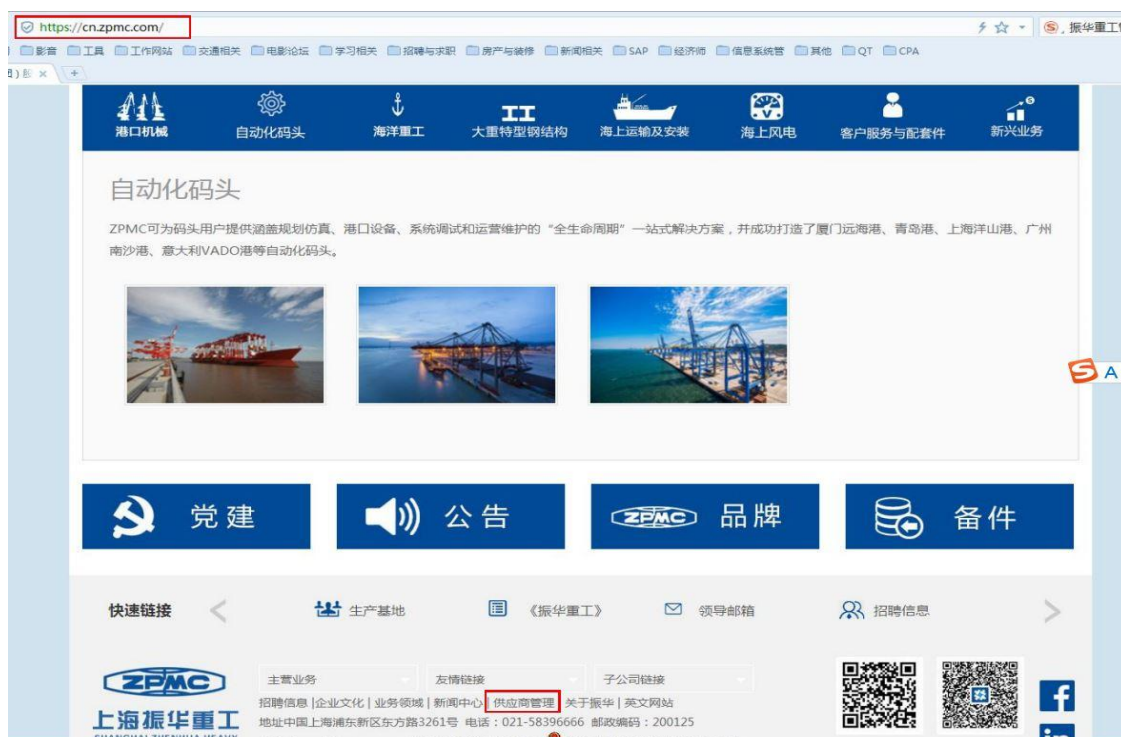 https://cn.zpmc.com/
振华重工
影音 工具 工作网站 交通相关 电影论坛 学习相关 招聘与求职 房产与装修 新闻相关 SAP 经济师 信息系统管 其他 QT CPA
港口机械 自动化码头 海洋重工 大重特型钢结构 海上运输及安装 海上风电 客户服务与配套件 新兴业务
自动化码头
ZPMC可为码头用户提供涵盖规划仿真、港口设备、系统调试和运营维护的“全生命周期”一站式解决方案，并成功打造了厦门远海港、青岛港、上海洋山港、广州
南沙港、意大利VADO港等自动化码头。
A
党建 公告 ZPMC 品牌 备件
快速链接 生产基地 《振华重工》 领导邮箱 招聘信息
ZPMC
主营业务 友情链接 子公司链接
招聘信息|企业文化|业务领域|新闻中心|供应商管理|关于振华|英文网站
上海振华重工
地址中国上海浦东新区东方路3261号 电话：021-58396666 邮政编码：200125